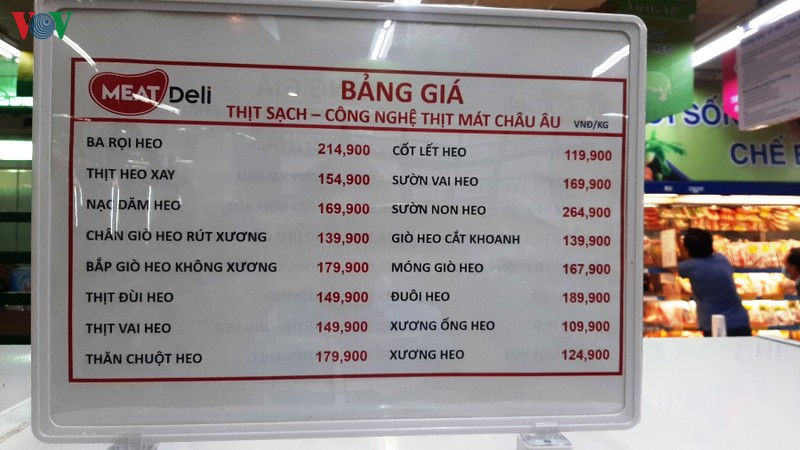 VOV
MEAT Deli
BẢNG GIÁ
THỊT SẠCH – CÔNG NGHỆ THỊT MÁT CHÂU ÂU VNĐ/KG
BA RỌI HEO 214,900 CỐT LẾT HEO 119,900
THỊT HEO XAY 154,900 SƯỜN VAI HEO 169,900
NẠC DĂM HEO 169,900 SƯỜN NON HEO 264,900
CHÂN GIÒ HEO RÚT XƯƠNG 139,900 GIÒ HEO CẮT KHOANH 139,900
BẮP GIÒ HEO KHÔNG XƯƠNG 179,900 MÓNG GIÒ HEO 167,900
THỊT ĐÙI HEO 149,900 ĐUÔI HEO 189,900
THỊT VAI HEO 149,900 XƯƠNG ỐNG HEO 109,900
THĂN CHUỘT HEO 179,900 XƯƠNG HEO 124,900
SỐN
CHẾ